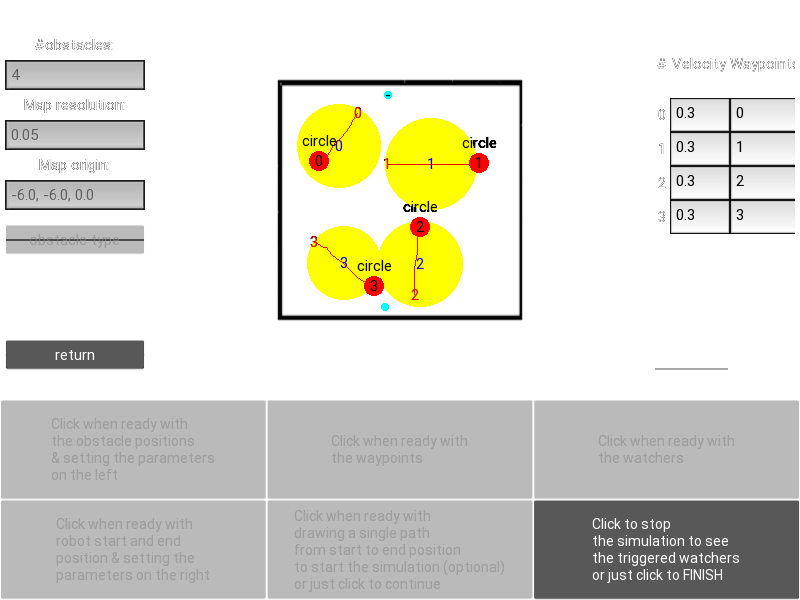 #obstacles:
4
Map resolution:
0.05
Map origin:
-6.0, -6.0, 0.0
obstacle type
return
0
circle
0
0
circle
1
1
1
circle
2
3
circle
3
2
3
2
# Velocity Waypoints
0 0.3 0
1 0.3 1
2 0.3 2
3 0.3 3
Click when ready with
the obstacle positions
& setting the parameters
on the left
Click when ready with
the waypoints
Click when ready with
the watchers
Click when ready with
robot start and end
position & setting the
parameters on the right
Click when ready with
drawing a single path
from start to end position
to start the simulation (optional)
or just click to continue
Click to stop
the simulation to see
the triggered watchers
or just click to FINISH